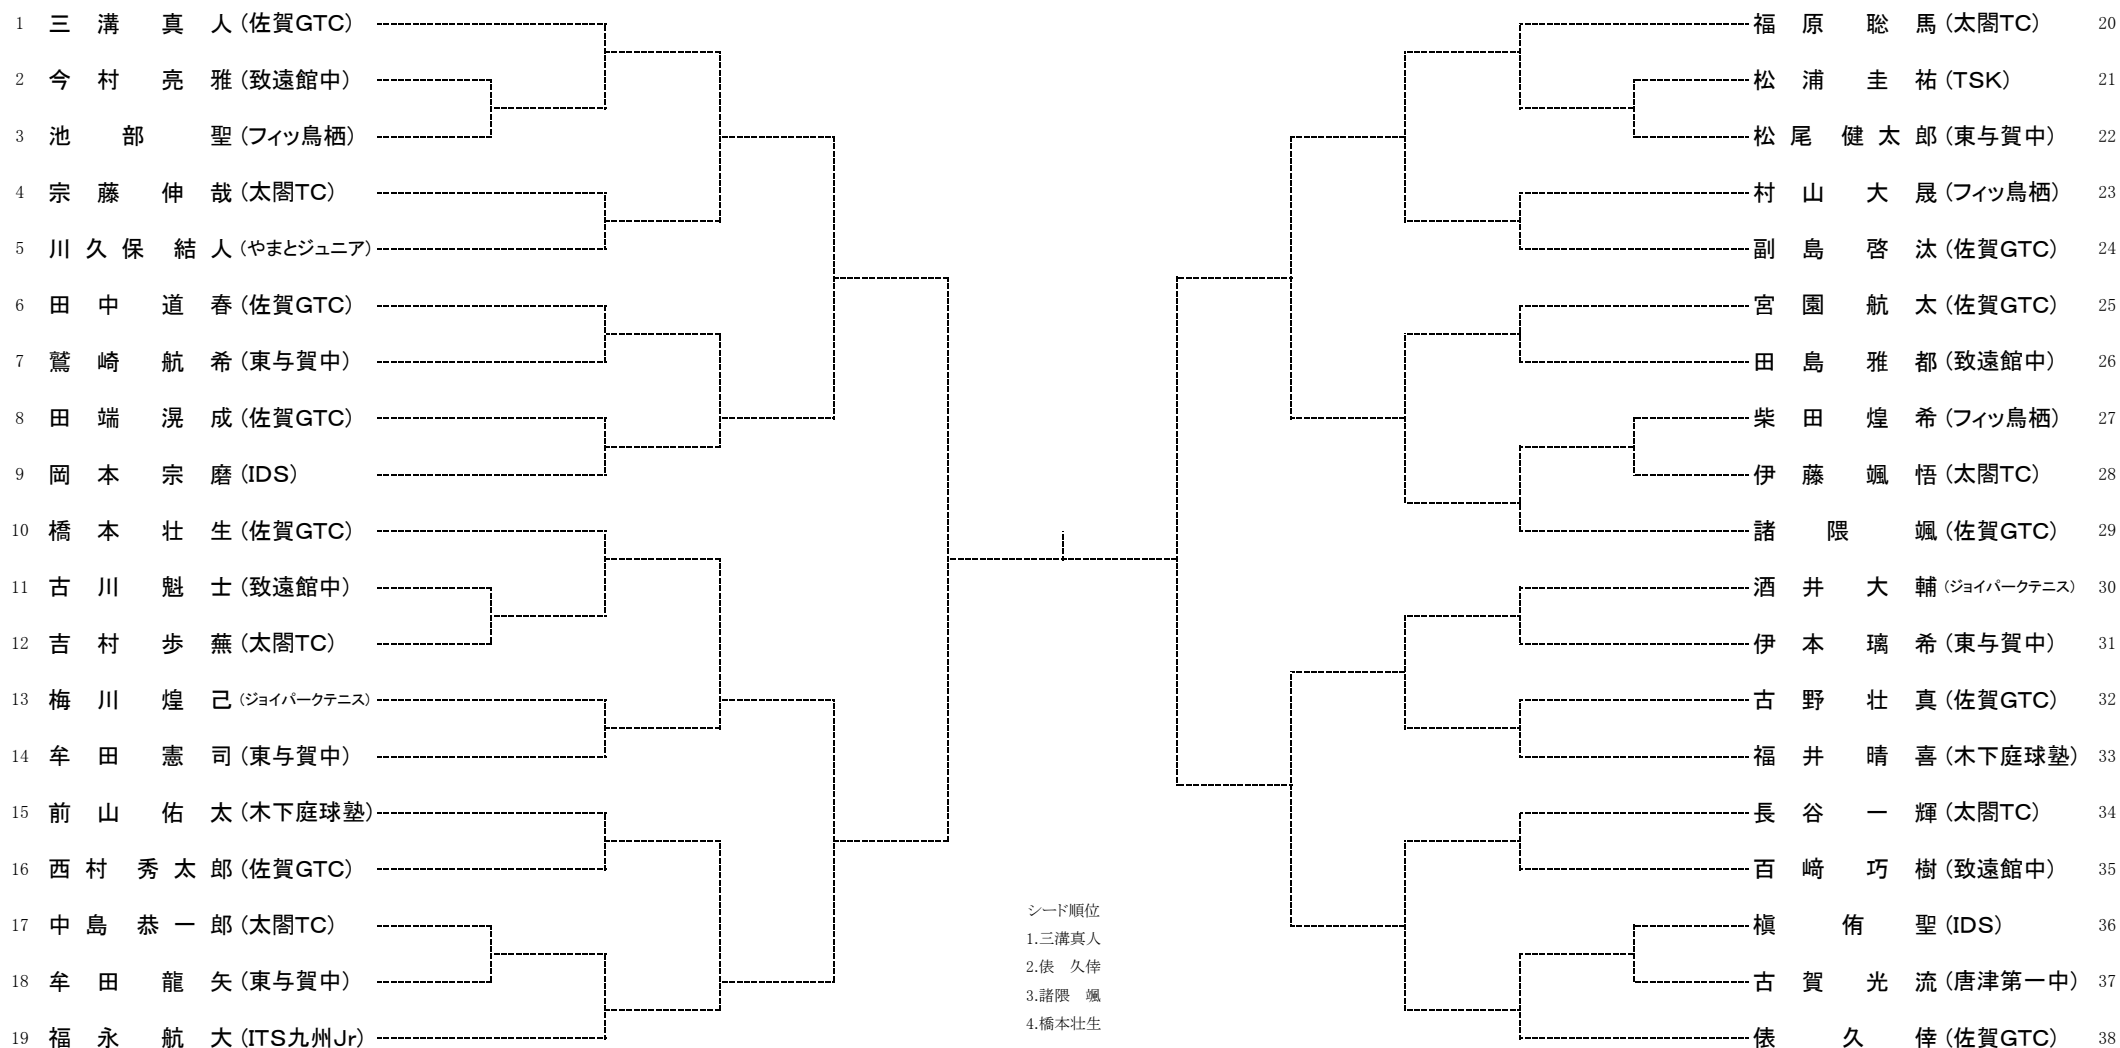 1 三溝真人(佐賀GTC)
2 今村亮雅(致遠館中)
3 池部聖(フィッ鳥栖)
4 宗藤伸哉(太閤TC)
5 川久保結人(やまとジュニア)
6 田中道春(佐賀GTC)
7 鷲崎航希(東与賀中)
8 田端滉成(佐賀GTC)
9 岡本宗磨(IDS)
10 橋本壮生(佐賀GTC)
11 古川魁士(致遠館中)
12 吉村歩蕪(太閤TC)
13 梅川煌己(ジョイパークテニス)
14 牟田憲司(東与賀中)
15 前山佑太(木下庭球塾)
16 西村秀太郎(佐賀GTC)
17 中島恭一郎(太閤TC)
18 牟田龍矢(東与賀中)
19 福永航大(ITS九州Jr)
シード順位
1.三溝真人
2.俵　久倖
3.諸隈　颯
4.橋本壮生
福原聡馬(太閤TC) 20
松浦圭祐(TSK) 21
松尾健太郎(東与賀中) 22
村山大晟(フィッ鳥栖) 23
副島啓汰(佐賀GTC) 24
宮園航太(佐賀GTC) 25
田島雅都(致遠館中) 26
柴田煌希(フィッ鳥栖) 27
伊藤颯悟(太閤TC) 28
諸隈颯(佐賀GTC) 29
酒井大輔(ジョイパークテニス) 30
伊本璃希(東与賀中) 31
古野壮真(佐賀GTC) 32
福井晴喜(木下庭球塾) 33
長谷一輝(太閤TC) 34
百﨑巧樹(致遠館中) 35
槇侑聖(IDS) 36
古賀光流(唐津第一中) 37
俵久倖(佐賀GTC) 38